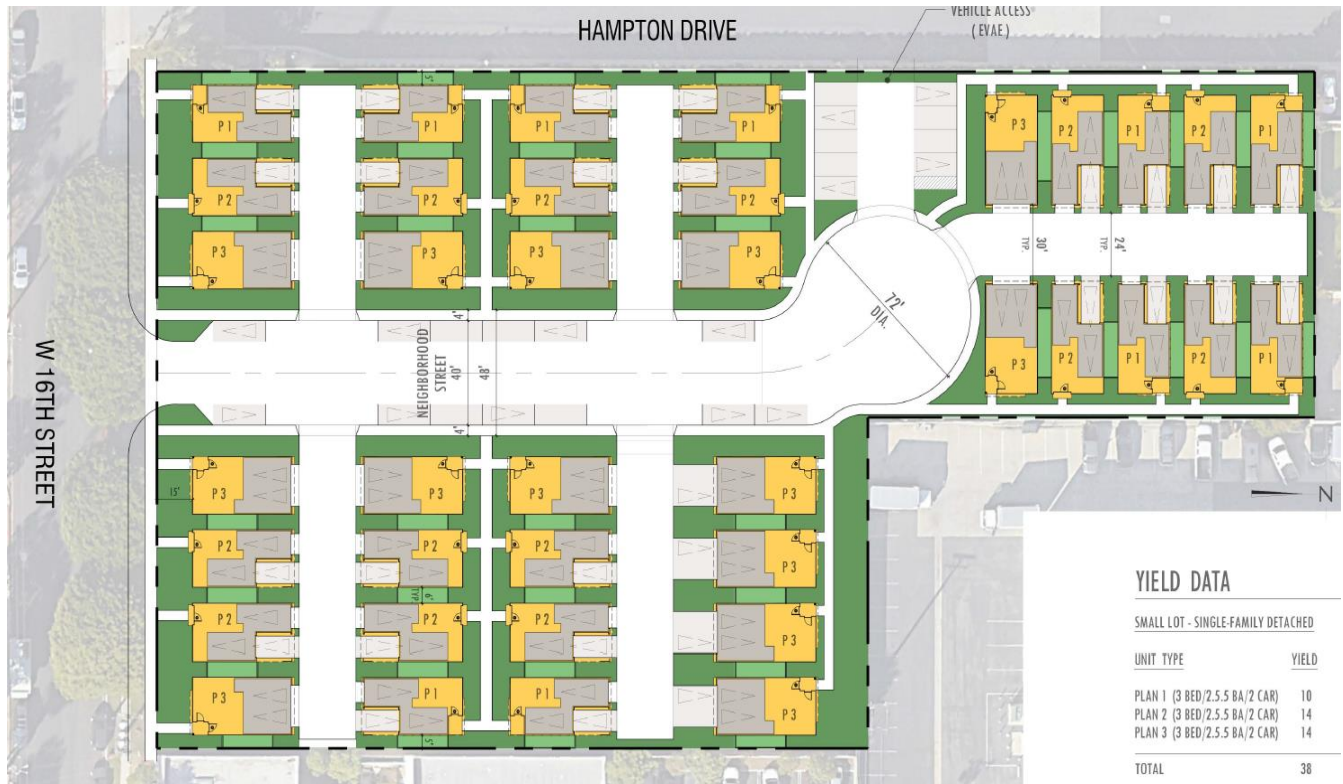 HAMPTON DRIVE
VEHICLE ACCESS
( EVAE )
5'
P1
P1
P1
P1
P2
P2
P2
P2
P3
P3
P3
P3
P3
P2
P1
P2
P1
30'
TYP.
24'
TYP.
72'
DIA.
P3
P2
P1
P2
P1
W 16TH STREET
NEIGHBORHOOD
STREET
40'
48'
4'
4'
15'
P3
P3
P3
P3
P2
P2
P2
P3
6'
TYP
P2
P2
P2
P3
P3
P1
P1
P3
5'
N
YIELD DATA
SMALL LOT - SINGLE-FAMILY DETACHED
UNIT TYPE YIELD
PLAN 1 (3 BED/2.5.5 BA/2 CAR) 10
PLAN 2 (3 BED/2.5.5 BA/2 CAR) 14
PLAN 3 (3 BED/2.5.5 BA/2 CAR) 14
TOTAL 38